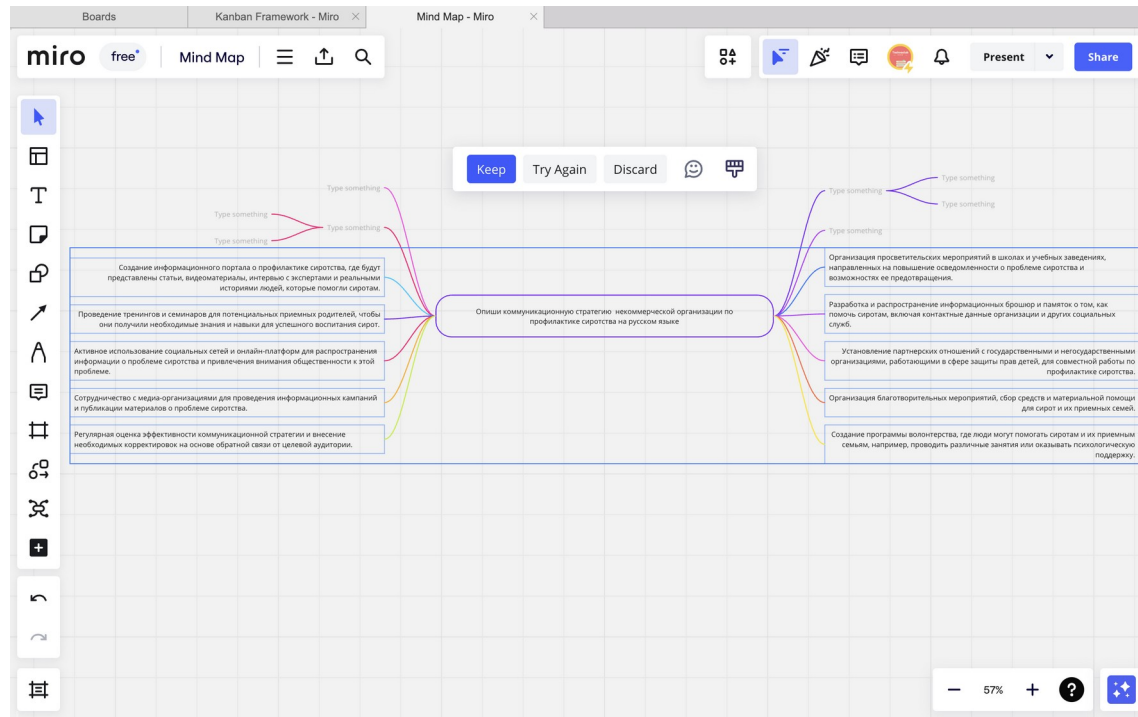 Boards
Kanban Framework - Miro
Mind Map - Miro
miro
free
Mind Map
Present
Share
Keep
Try Again
Discard
Type something
Type something
Type something
Type something
Создание информационного портала о профилактике сиротства, где будут
представлены статьи, видеоматериалы, интервью с экспертами и реальными
историями людей, которые помогли сиротам.
Проведение тренингов и семинаров для потенциальных приемных родителей, чтобы
они получили необходимые знания и навыки для успешного воспитания сирот.
Активное использование социальных сетей и онлайн-платформ для распространения
информации о проблеме сиротства и привлечения внимания общественности к этой
проблеме.
Сотрудничество с медиа-организациями для проведения информационных кампаний
и публикации материалов о проблеме сиротства.
Регулярная оценка эффективности коммуникационной стратегии и внесение
необходимых корректировок на основе обратной связи от целевой аудитории.
Опиши коммуникационную стратегию некоммерческой организации по
профилактике сиротства на русском языке
Type something
Type something
Type something
Type something
Организация просветительских мероприятий в школах и учебных заведениях,
направленных на повышение осведомленности о проблеме сиротства и
возможностях ее предотвращения.
Разработка и распространение информационных брошюр и памяток о том, как
помочь сиротам, включая контактные данные организации и других социальных
служб.
Установление партнерских отношений с государственными и негосударственными
организациями, работающими в сфере защиты прав детей, для совместной работы по
профилактике сиротства.
Организация благотворительных мероприятий, сбор средств и материальной помощи
для сирот и их приемных семей.
Создание программы волонтерства, где люди могут помогать сиротам и их приемным
семьям, например, проводить различные занятия или оказывать психологическую
поддержку.
57%